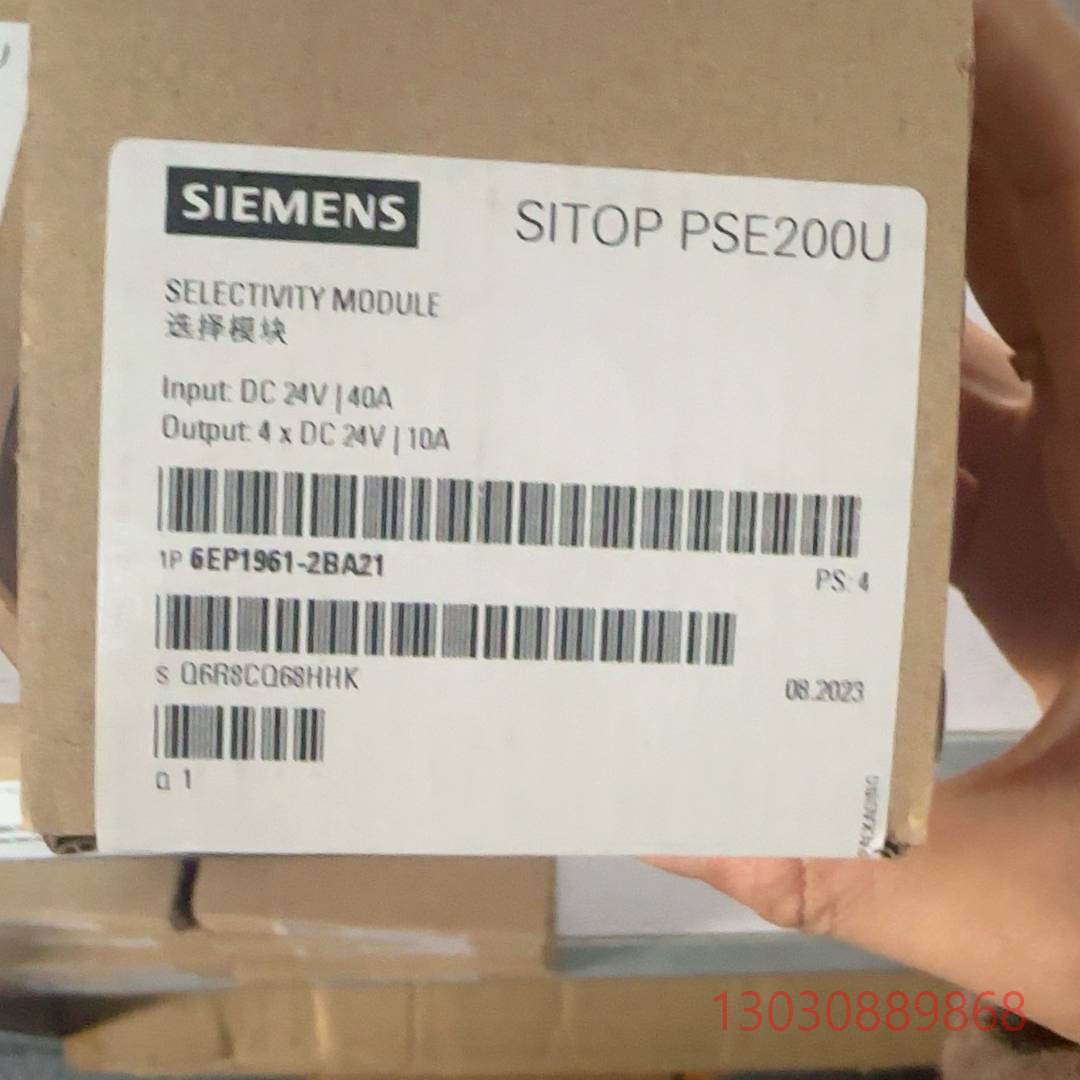 SIEMENS
SITOP PSE200U
SELECTIVITY MODULE
选择模块
Input: DC 24V | 40A
Output: 4 x DC 24V | 10A
1P 6EP1961-2BA21
PS: 4
S Q6R8CQ68HHK
08.2023
Q 1
13030889868